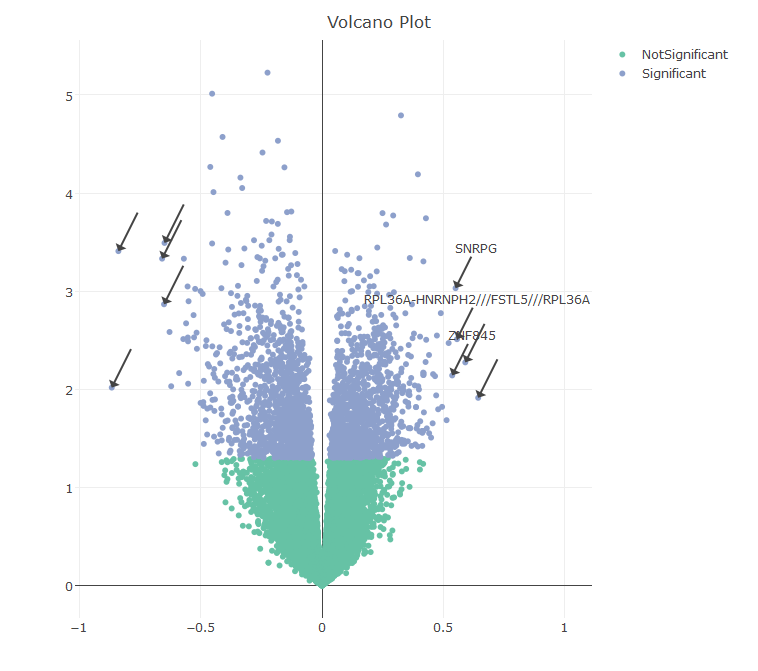 Volcano Plot
NotSignificant
Significant
5
4
SNRPG
3
RPL36A-HNRNPH2///FSTL5///RPL36A
ZNF845
2
1
0
−1
−0.5
0
0.5
1